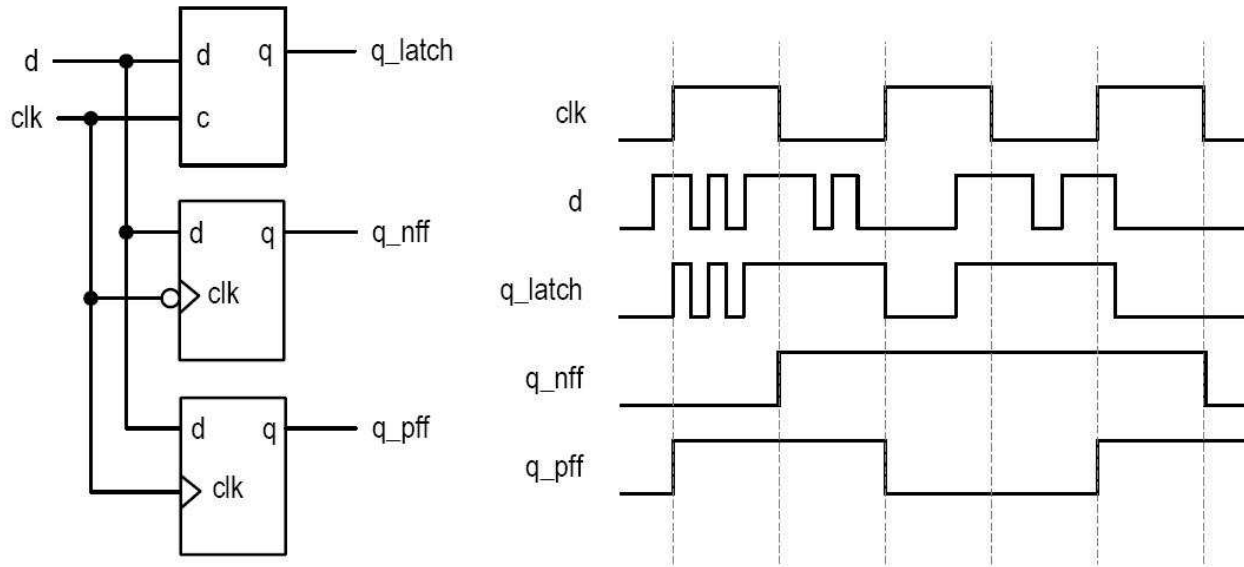 d
clk
d
q
q_latch
c
d
q
q_nff
clk
d
q
q_pff
clk
clk
d
q_latch
q_nff
q_pff